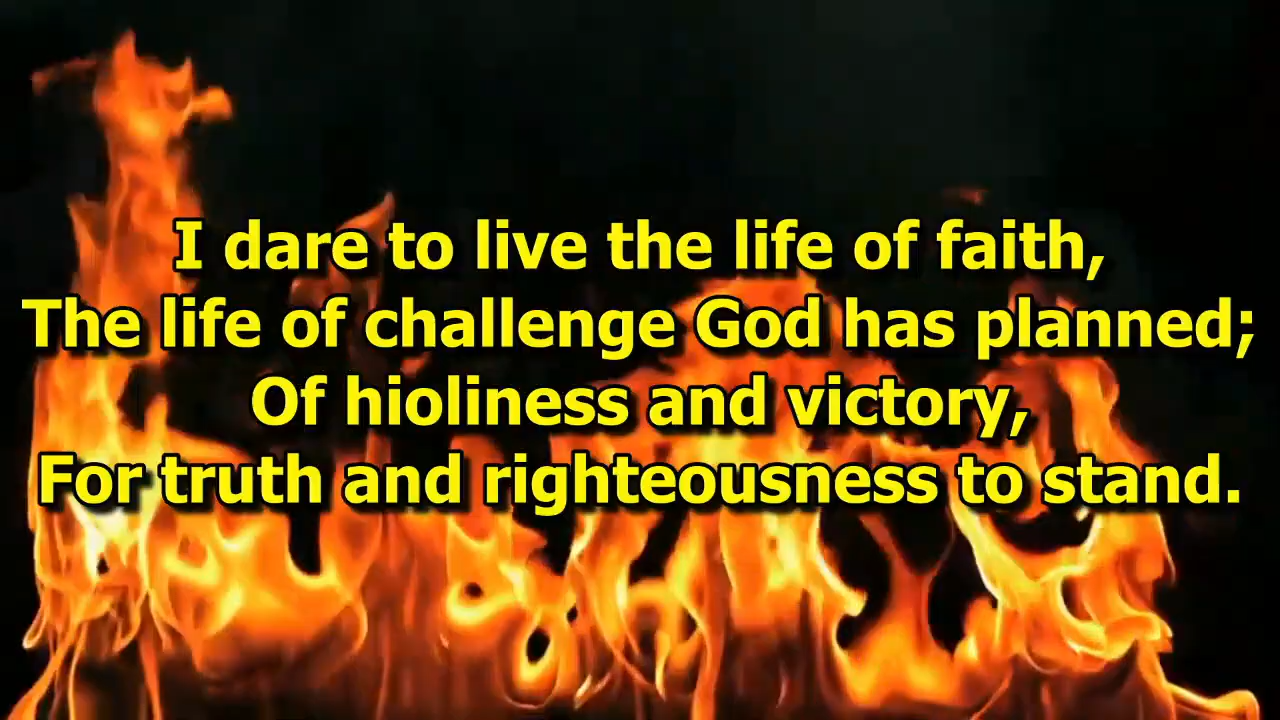 I dare to live the life of faith,
The life of challenge God has planned;
Of hioliness and victory,
For truth and righteousness to stand.